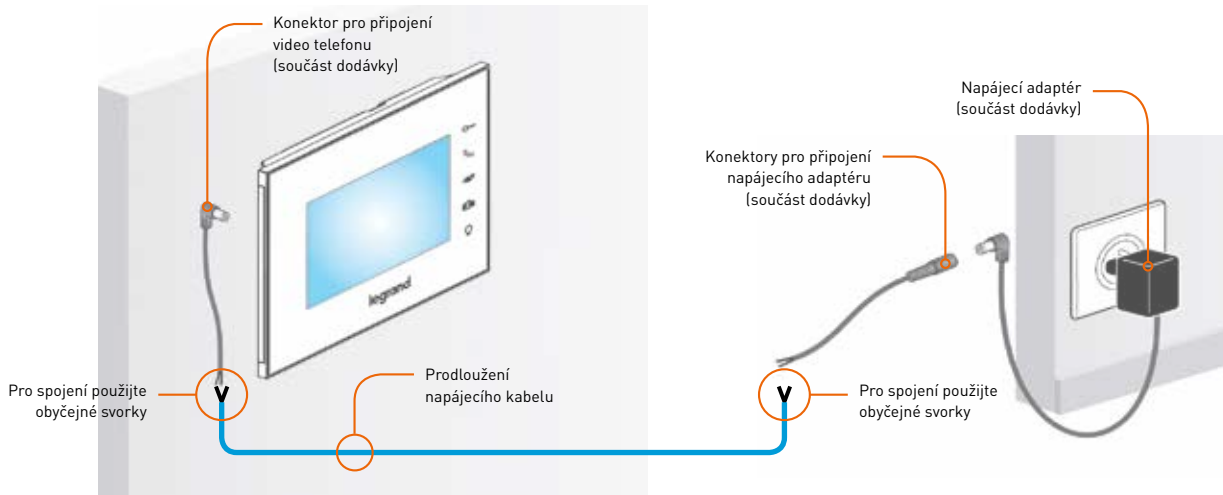 Konektor pro připojení
video telefonu
(součást dodávky)
Napájecí adaptér
(součást dodávky)
Konektory pro připojení
napájecího adaptéru
(součást dodávky)
legrand
Pro spojení použijte
obyčejné svorky
Prodloužení
napájecího kabelu
Pro spojení použijte
obyčejné svorky